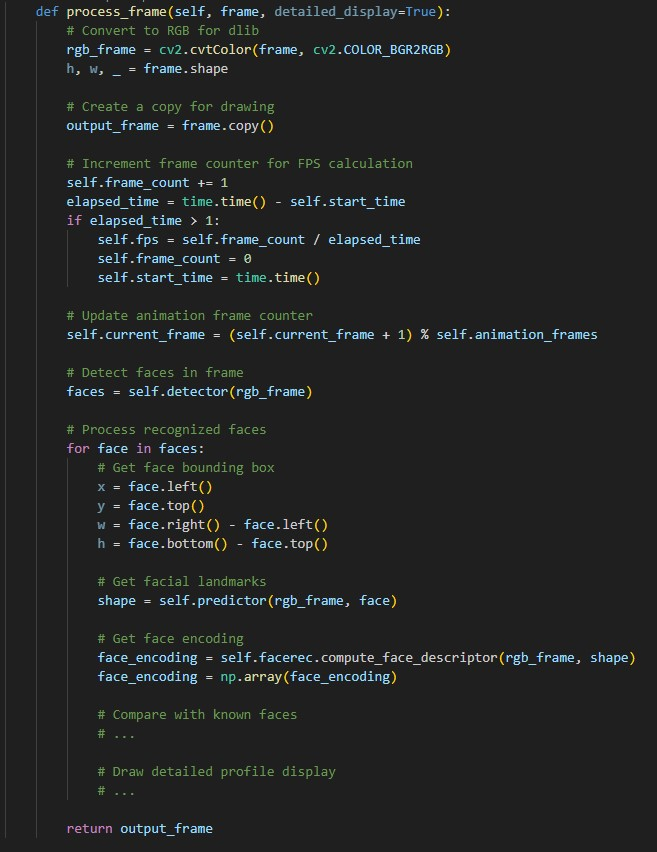 def process_frame(self, frame, detailed_display=True):
    # Convert to RGB for dlib
    rgb_frame = cv2.cvtColor(frame, cv2.COLOR_BGR2RGB)
    h, w, _ = frame.shape

    # Create a copy for drawing
    output_frame = frame.copy()

    # Increment frame counter for FPS calculation
    self.frame_count += 1
    elapsed_time = time.time() - self.start_time
    if elapsed_time > 1:
        self.fps = self.frame_count / elapsed_time
        self.frame_count = 0
        self.start_time = time.time()

    # Update animation frame counter
    self.current_frame = (self.current_frame + 1) % self.animation_frames

    # Detect faces in frame
    faces = self.detector(rgb_frame)

    # Process recognized faces
    for face in faces:
        # Get face bounding box
        x = face.left()
        y = face.top()
        w = face.right() - face.left()
        h = face.bottom() - face.top()

        # Get facial landmarks
        shape = self.predictor(rgb_frame, face)

        # Get face encoding
        face_encoding = self.facerec.compute_face_descriptor(rgb_frame, shape)
        face_encoding = np.array(face_encoding)

        # Compare with known faces
        # ...

        # Draw detailed profile display
        # ...

    return output_frame